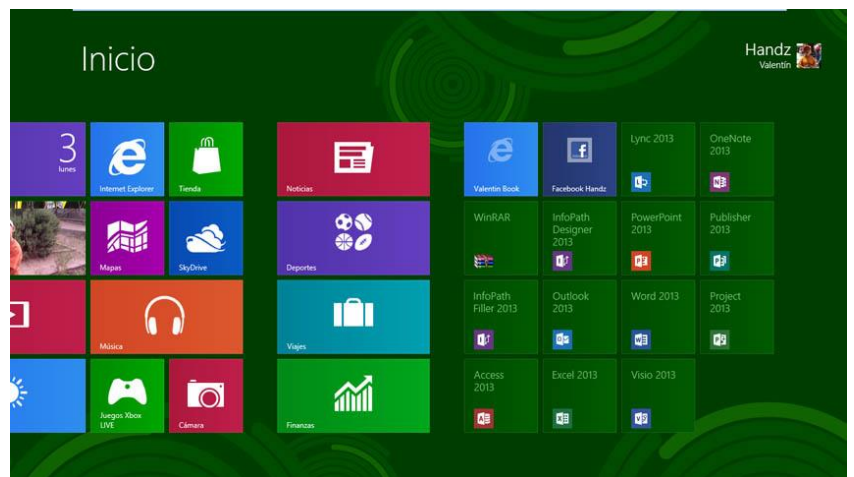 Inicio
Handz
Valentín
3
lunes
Internet Explorer
Tienda
Noticias
Valentin Book
Facebook Handz
Lync 2013
OneNote
2013
Mapas
SkyDrive
Deportes
WinRAR
InfoPath
Designer
2013
PowerPoint
2013
Publisher
2013
Música
Viajes
InfoPath
Filler 2013
Outlook
2013
Word 2013
Project
2013
Juegos Xbox
LIVE
Cámara
Finanzas
Access
2013
Excel 2013
Visio 2013